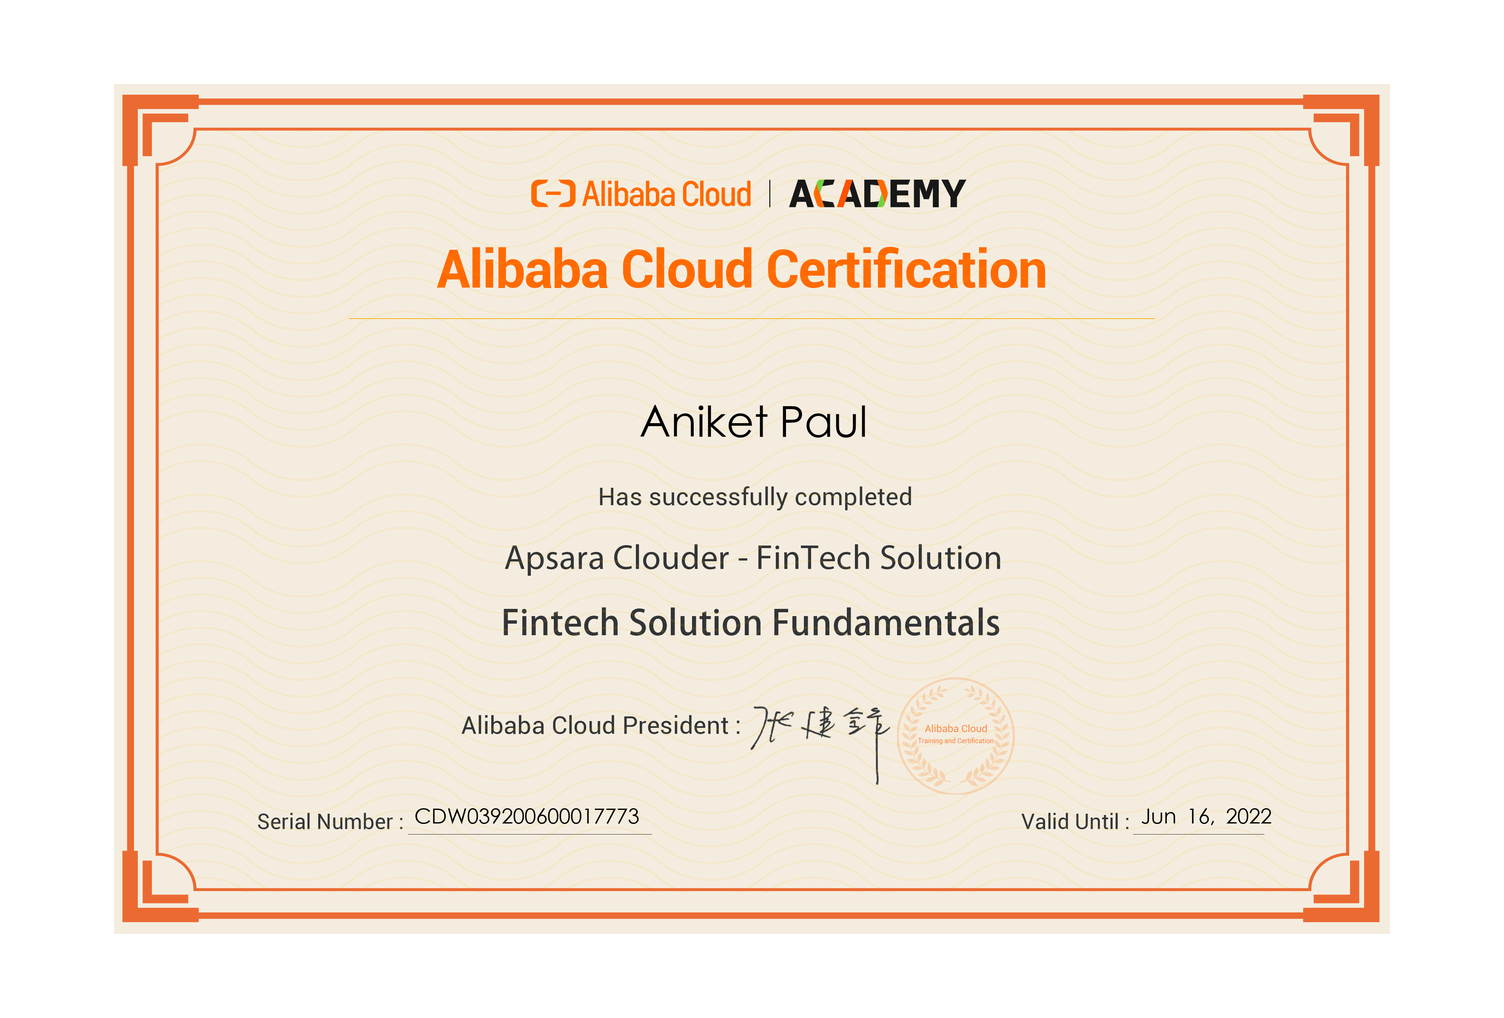 Alibaba Cloud | ACADEMY
Alibaba Cloud Certification
Aniket Paul
Has successfully completed
Apsara Clouder - FinTech Solution
Fintech Solution Fundamentals
Alibaba Cloud President : 张建锋
Alibaba Cloud
Training and Certification
Serial Number : CDW039200600017773
Valid Until : Jun 16, 2022